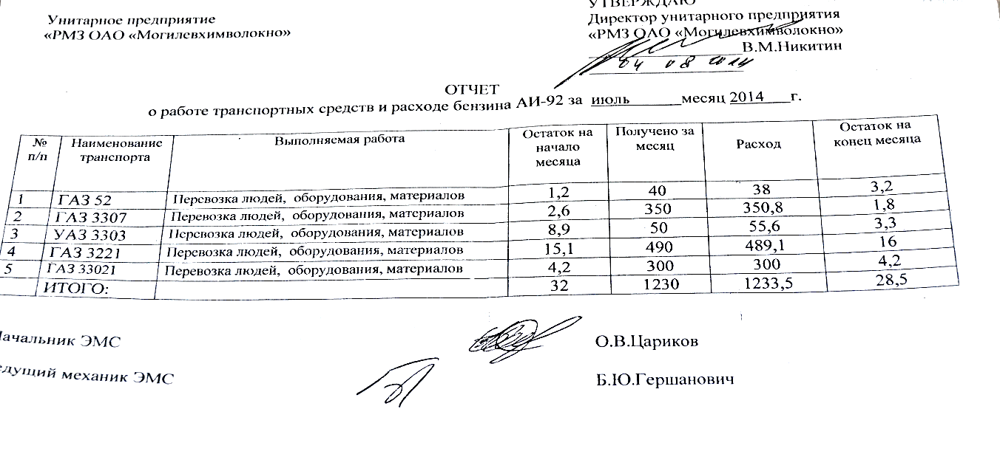 УТВЕРЖДАЮ
Унитарное предприятие
«РМЗ ОАО «Могилевхимволокно»
Директор унитарного предприятия
«РМЗ ОАО «Могилевхимволокно»
В.М.Никитин
04 08 2014
ОТЧЕТ
о работе транспортных средств и расходе бензина АИ-92 за июль месяц 2014 г.
№ п/п Наименование транспорта Выполняемая работа Остаток на начало месяца Получено за месяц Расход Остаток на конец месяца
1 ГАЗ 52 Перевозка людей, оборудования, материалов 1,2 40 38 3,2
2 ГАЗ 3307 Перевозка людей, оборудования, материалов 2,6 350 350,8 1,8
3 УАЗ 3303 Перевозка людей, оборудования, материалов 8,9 50 55,6 3,3
4 ГАЗ 3221 Перевозка людей, оборудования, материалов 15,1 490 489,1 16
5 ГАЗ 33021 Перевозка людей, оборудования, материалов 4,2 300 300 4,2
ИТОГО: 32 1230 1233,5 28,5
Начальник ЭМС О.В.Цариков
едущий механик ЭМС Б.Ю.Гершанович